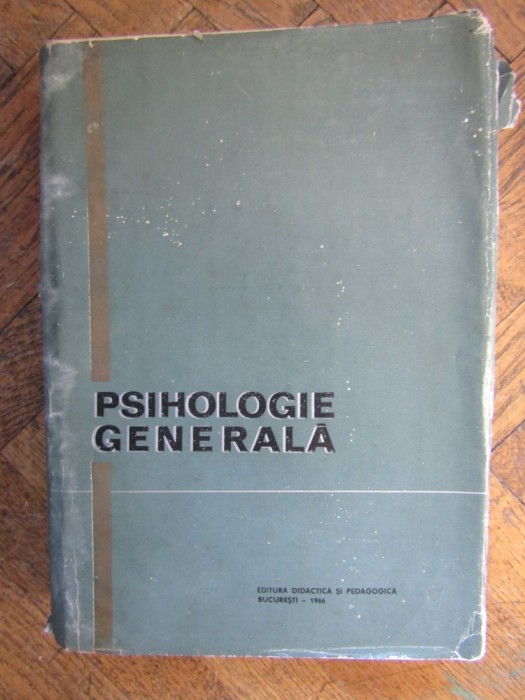 PSIHOLOGIE
GENERALĂ
EDITURA DIDACTICĂ ȘI PEDAGOGICĂ
BUCUREȘTI – 1966